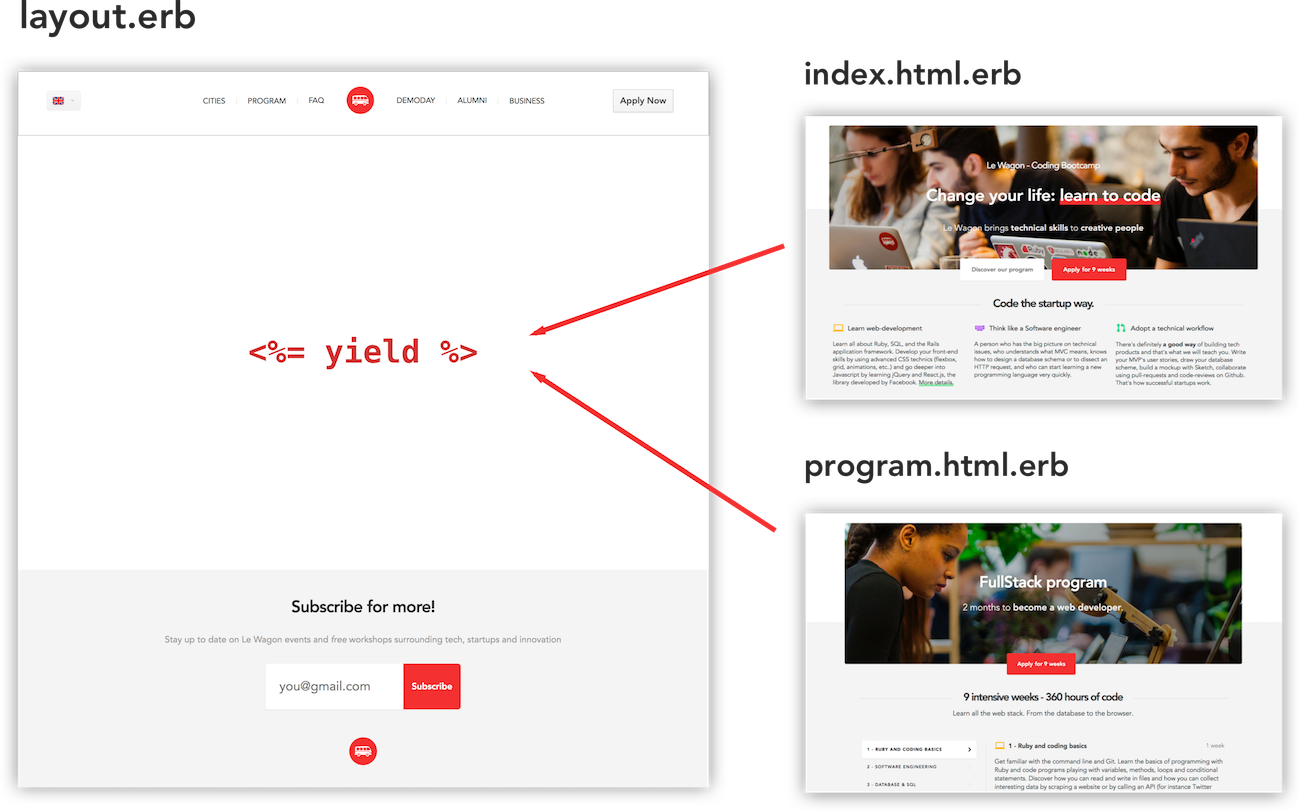 layout.erb
CITIES PROGRAM FAQ DEMODAY ALUMNI BUSINESS Apply Now
<%= yield %>
Subscribe for more!
Stay up to date on Le Wagon events and free workshops surrounding tech, startups and innovation
you@gmail.com Subscribe
index.html.erb
Le Wagon - Coding Bootcamp
Change your life: learn to code
Le Wagon brings technical skills to creative people
Discover our program Apply for 9 weeks
Code the startup way.
Learn web-development
Learn all about Ruby, SQL, and the Rails
application framework. Develop your front-end
skills by using advanced CSS technics (flexbox,
grid, animations, etc..) and go deeper into
Javascript by learning jQuery and React.js, the
library developed by Facebook. More details.
Think like a Software engineer
A person who has the big picture on technical
issues, who understands what MVC means, knows
how to design a database schema or to dissect an
HTTP request, and who can start learning a new
programming language very quickly.
Adopt a technical workflow
There's definitely a good way of building tech
products and that's what we will teach you. Write
your MVP's user stories, draw your database
scheme, build a mockup with Sketch, collaborate
using pull-requests and code-reviews on Github.
That's how successful startups work.
program.html.erb
FullStack program
2 months to become a web developer.
Apply for 9 weeks
9 intensive weeks - 360 hours of code
Learn all the web stack. From the database to the browser.
1 - RUBY AND CODING BASICS
2 - SOFTWARE ENGINEERING
3 - DATABASE & SQL
1 - Ruby and coding basics 1 week
Get familiar with the command line and Git. Learn the basics of programming with
Ruby and code programs playing with variables, methods, loops and conditional
statements. Discover how you can read and write in files and how you can collect
interesting data by scraping a website or by calling an API (for instance Twitter